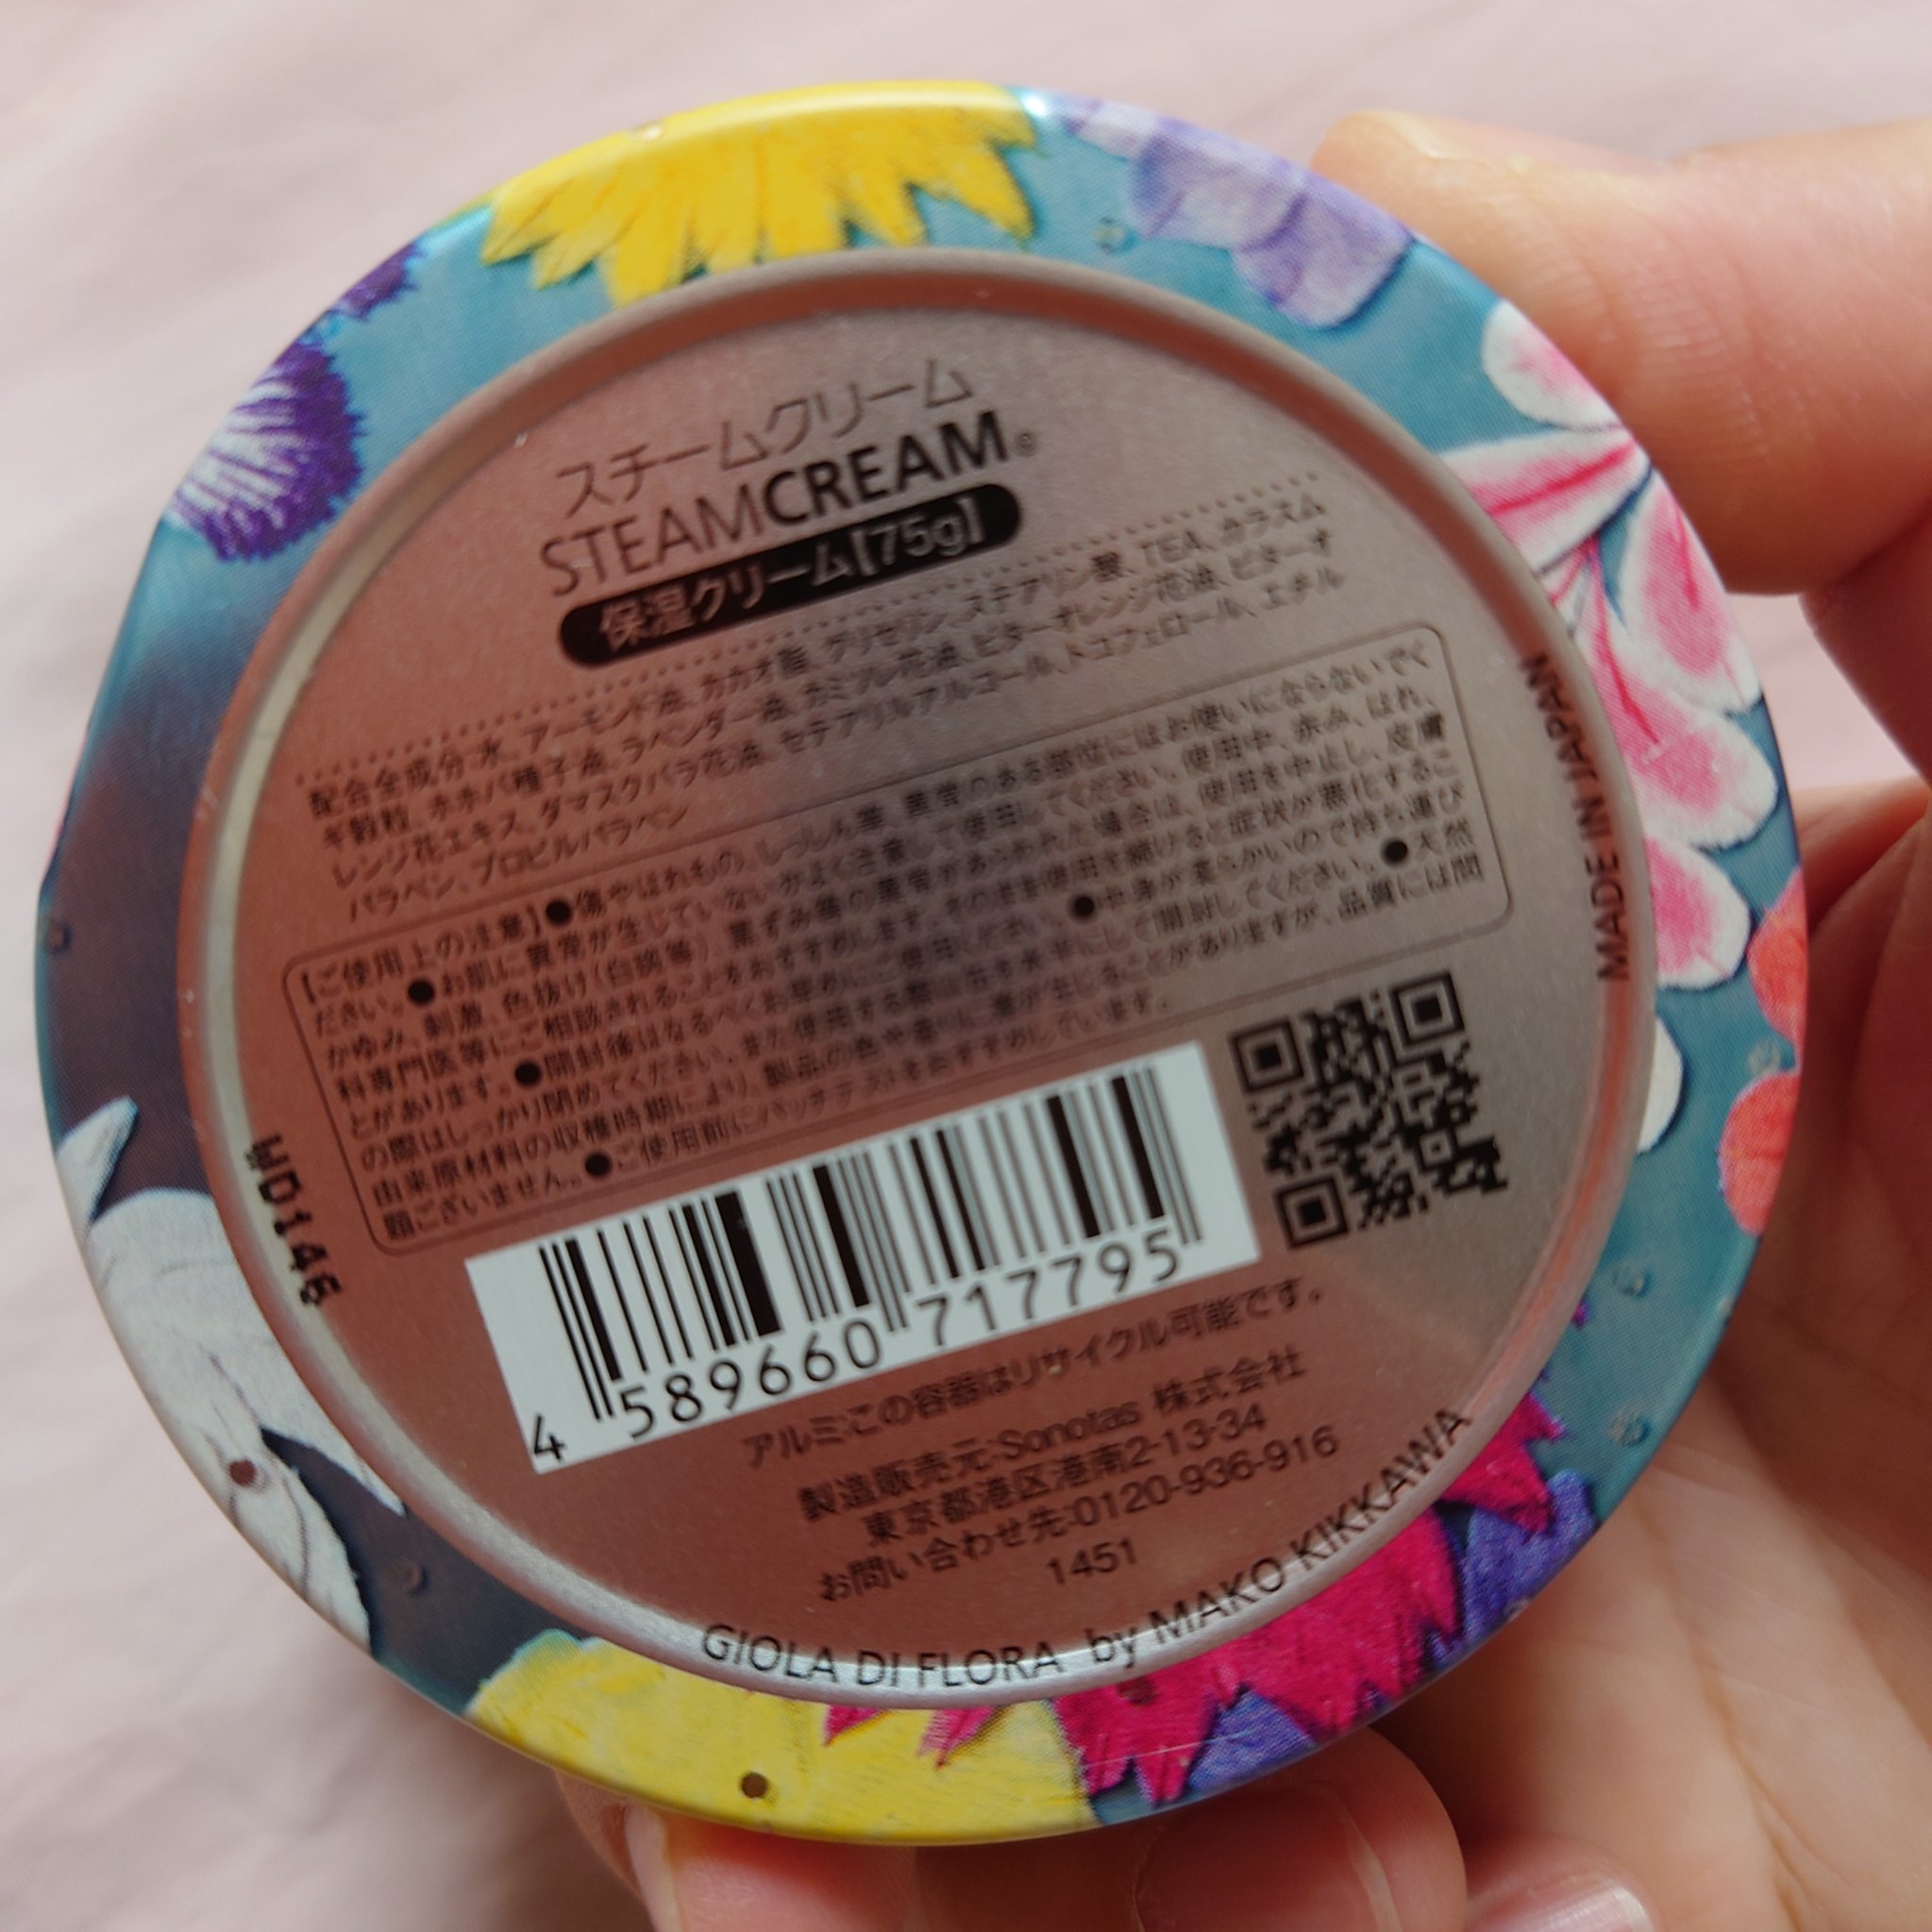 スチームクリーム
STEAMCREAM®
保湿クリーム【75g】
配合全成分:水、アーモンド油、カカオ脂、グリセリン、ステアリン酸、TEA、カラスム
ギ穀粒、ホホバ種子油、ラベンダー油、カミツレ花油、ビターオレンジ花油、ビターオ
レンジ花エキス、ダマスクバラ花油、セテアリルアルコール、トコフェロール、エチル
パラベン、プロピルパラベン
【ご使用上の注意】●傷やはれもの、しっしん等、異常のある部位にはお使いにならないでく
ださい。●お肌に異常が生じていないかよく注意して使用してください。使用中、赤み、はれ、
かゆみ、刺激、色抜け(白斑等)、黒ずみ等の異常があらわれた場合は、使用を中止し、皮膚
科専門医等にご相談されることをおすすめします。そのまま使用を続けると症状が悪化するこ
とがあります。●開封後はなるべくお早めにご使用ください。●中身が柔らかいので持ち運び
の際はしっかり閉めてください。また使用する際は缶を水平にして開封してください。●天然
由来原材料の収穫時期により、製品の色や香りに差が生じることがありますが、品質には問
題ございません。●ご使用前にパッチテストをおすすめしています。
4 589660 717795
アルミ:この容器はリサイクル可能です。
製造販売元:Sonotas 株式会社
東京都港区港南2-13-34
お問い合わせ先:0120-936-916
1451
GIOLA DI FLORA by MAKO KIKKAWA
MADE IN JAPAN
WD146